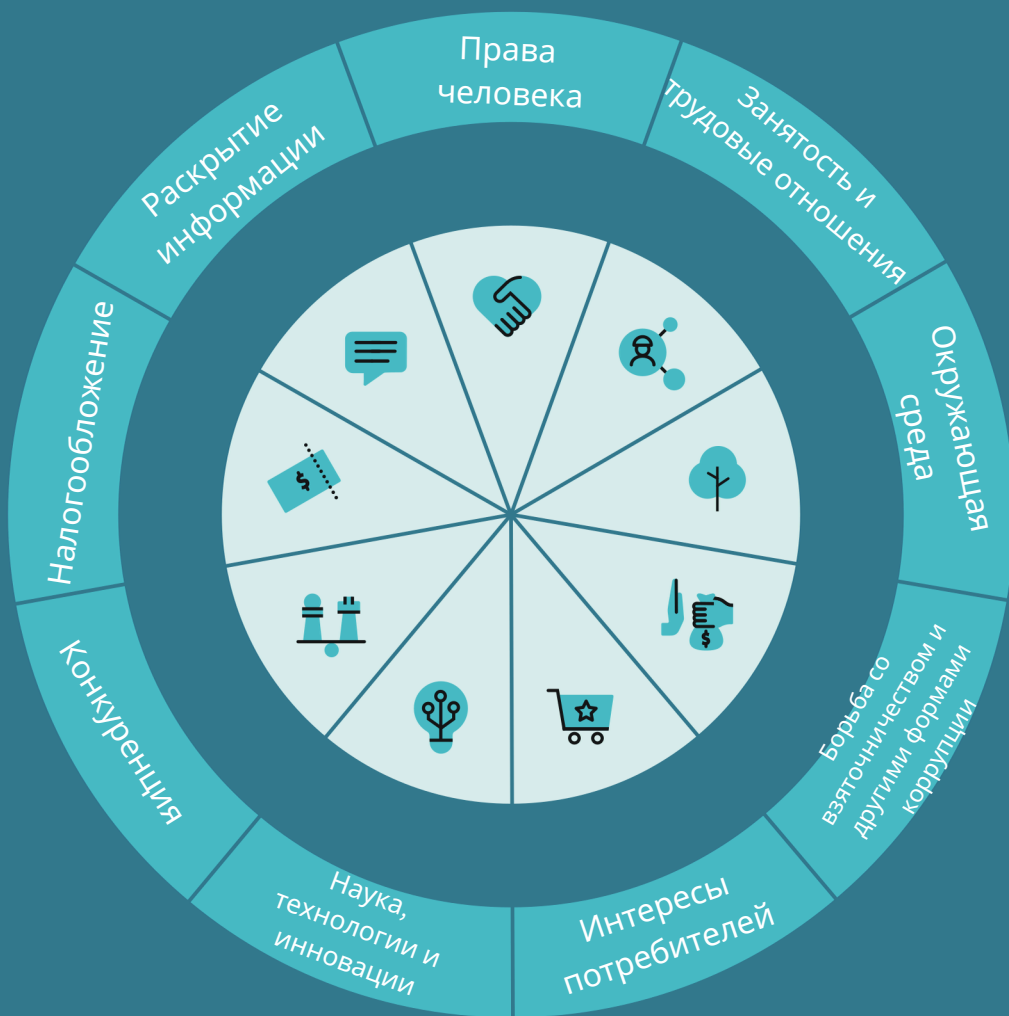 Права
человека
Занятость и
трудовые отношения
Окружающая
среда
Борьба со
взяточничеством и
другими формами
коррупции
Интересы
потребителей
Наука,
технологии и
инновации
Конкуренция
Налогообложение
Раскрытие
информации
$
$